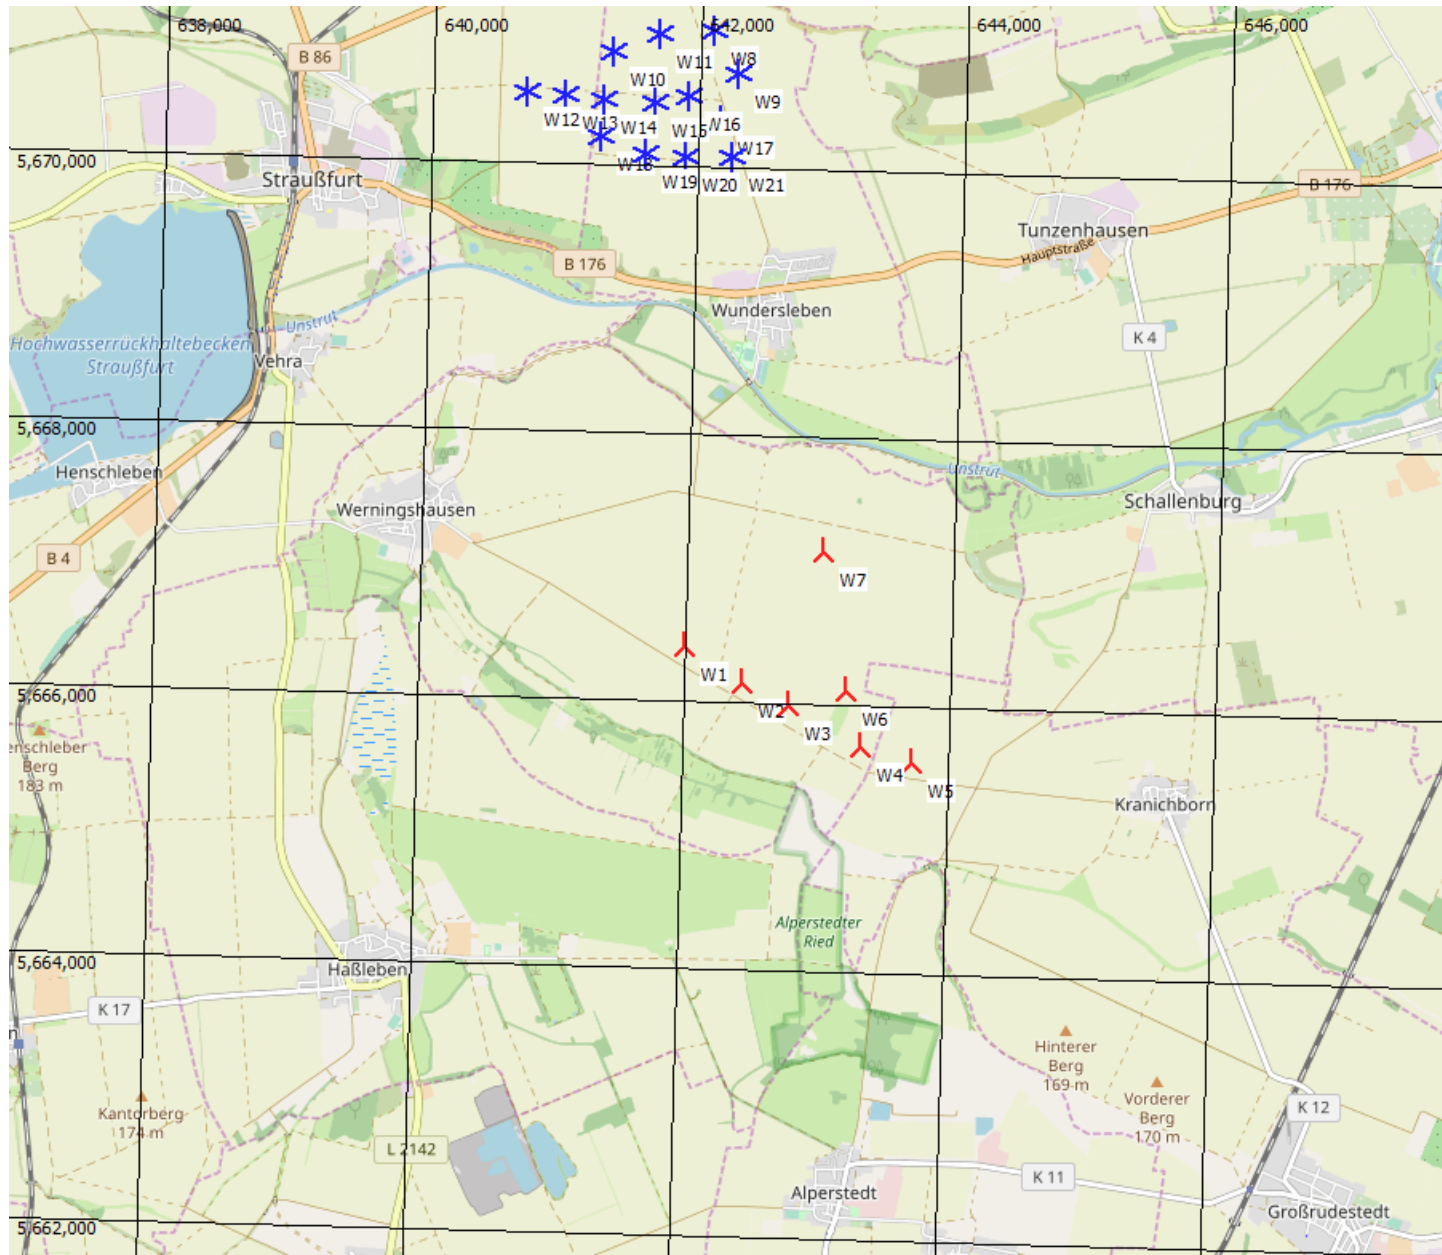 638,000
640,000
642,000
644,000
646,000
B 86
W11
W8
W10
W9
W12
W13
W14
W15
W16
W17
W18
W19
W20
W21
5,670,000
Straußfurt
B 176
Tunzenhausen
Hauptstraße
B 176
Wundersleben
Unstrut
K 4
Hochwasserrückhaltebecken
Straußfurt
Vehra
5,668,000
Henschleben
Unstrut
Werningshausen
Schallenburg
B 4
W7
W1
5,666,000
W2
W6
W3
enschleber
Berg
183 m
W4
W5
Kranichborn
Alperstedter
Ried
5,664,000
Haßleben
K 17
n
Hinterer
Berg
169 m
Kantorberg
174 m
Vorderer
Berg
170 m
K 12
L 2142
K 11
Alperstedt
Großrudestedt
5,662,000